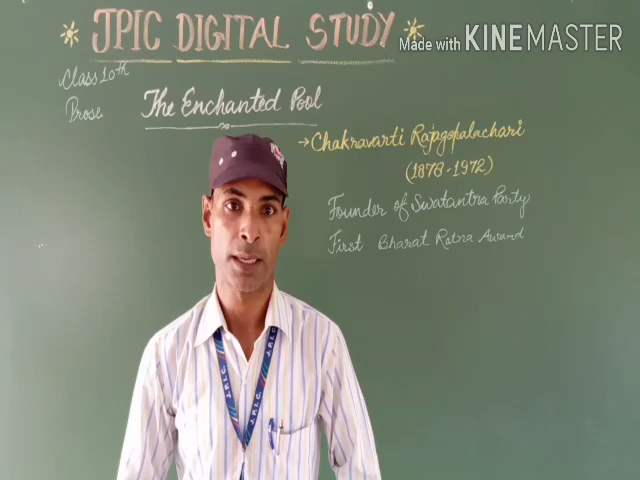 JPIC DIGITAL STUDY
Made with KINEMASTER
Class 10th
Prose
The Enchanted Pool
Chakravarti Rajagopalachari
(1878-1972)
Founder of Swatantra Party
First Bharat Ratna Award
J.P.I.C.
J.P.I.C.